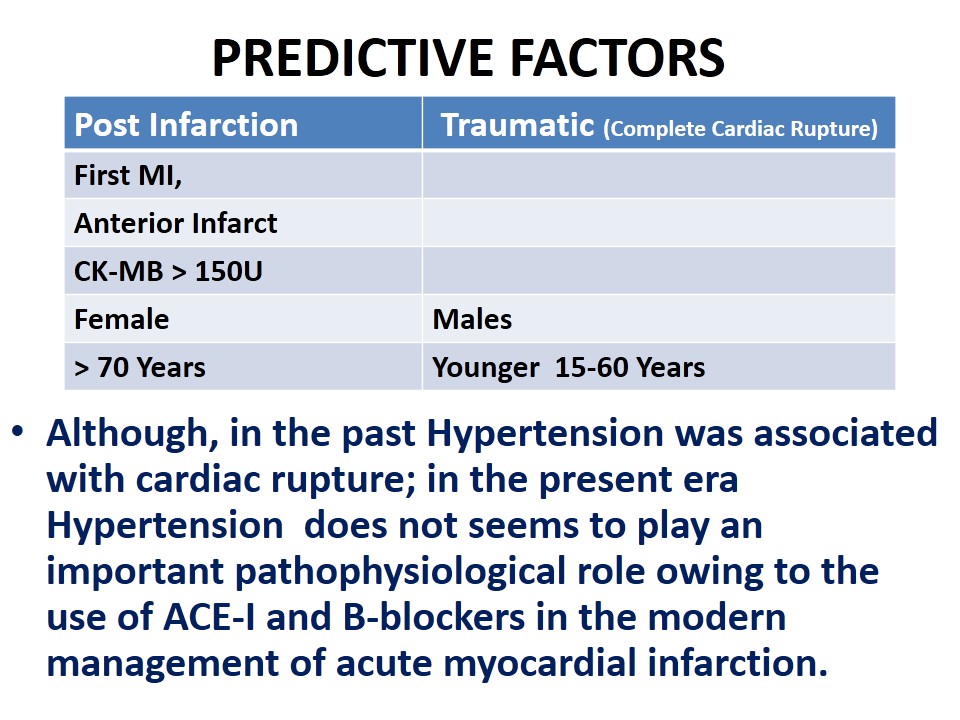 PREDICTIVE FACTORS
Post Infarction Traumatic (Complete Cardiac Rupture)
First MI,
Anterior Infarct
CK-MB > 150U
Female Males
> 70 Years Younger 15-60 Years
• Although, in the past Hypertension was associated
with cardiac rupture; in the present era
Hypertension does not seems to play an
important pathophysiological role owing to the
use of ACE-I and B-blockers in the modern
management of acute myocardial infarction.